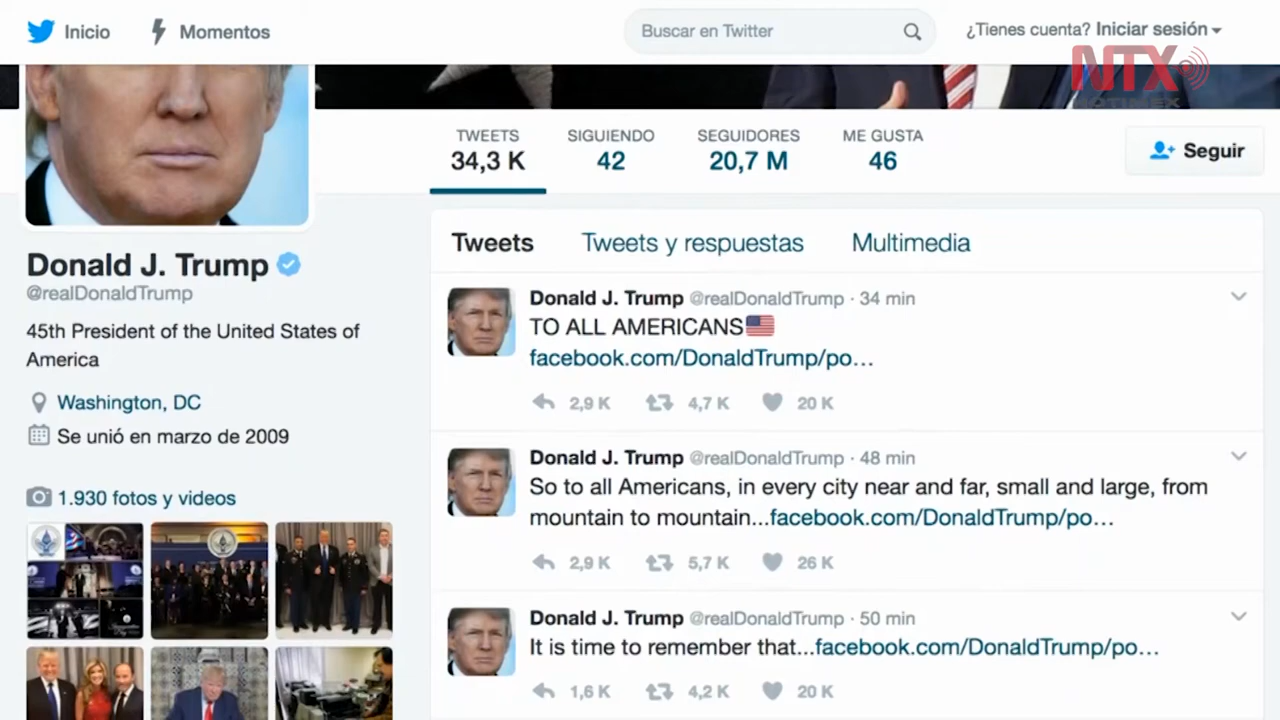 Inicio
Momentos
Buscar en Twitter
¿Tienes cuenta? Iniciar sesión
NTX
NOTIMEX
TWEETS
34,3 K
SIGUIENDO
42
SEGUIDORES
20,7 M
ME GUSTA
46
Seguir
Donald J. Trump
@realDonaldTrump
45th President of the United States of
America
Washington, DC
Se unió en marzo de 2009
1.930 fotos y videos
Tweets
Tweets y respuestas
Multimedia
Donald J. Trump @realDonaldTrump · 34 min
TO ALL AMERICANS🇺🇸
facebook.com/DonaldTrump/po…
2,9 K 4,7 K 20 K
Donald J. Trump @realDonaldTrump · 48 min
So to all Americans, in every city near and far, small and large, from
mountain to mountain...facebook.com/DonaldTrump/po…
2,9 K 5,7 K 26 K
Donald J. Trump @realDonaldTrump · 50 min
It is time to remember that...facebook.com/DonaldTrump/po…
1,6 K 4,2 K 20 K